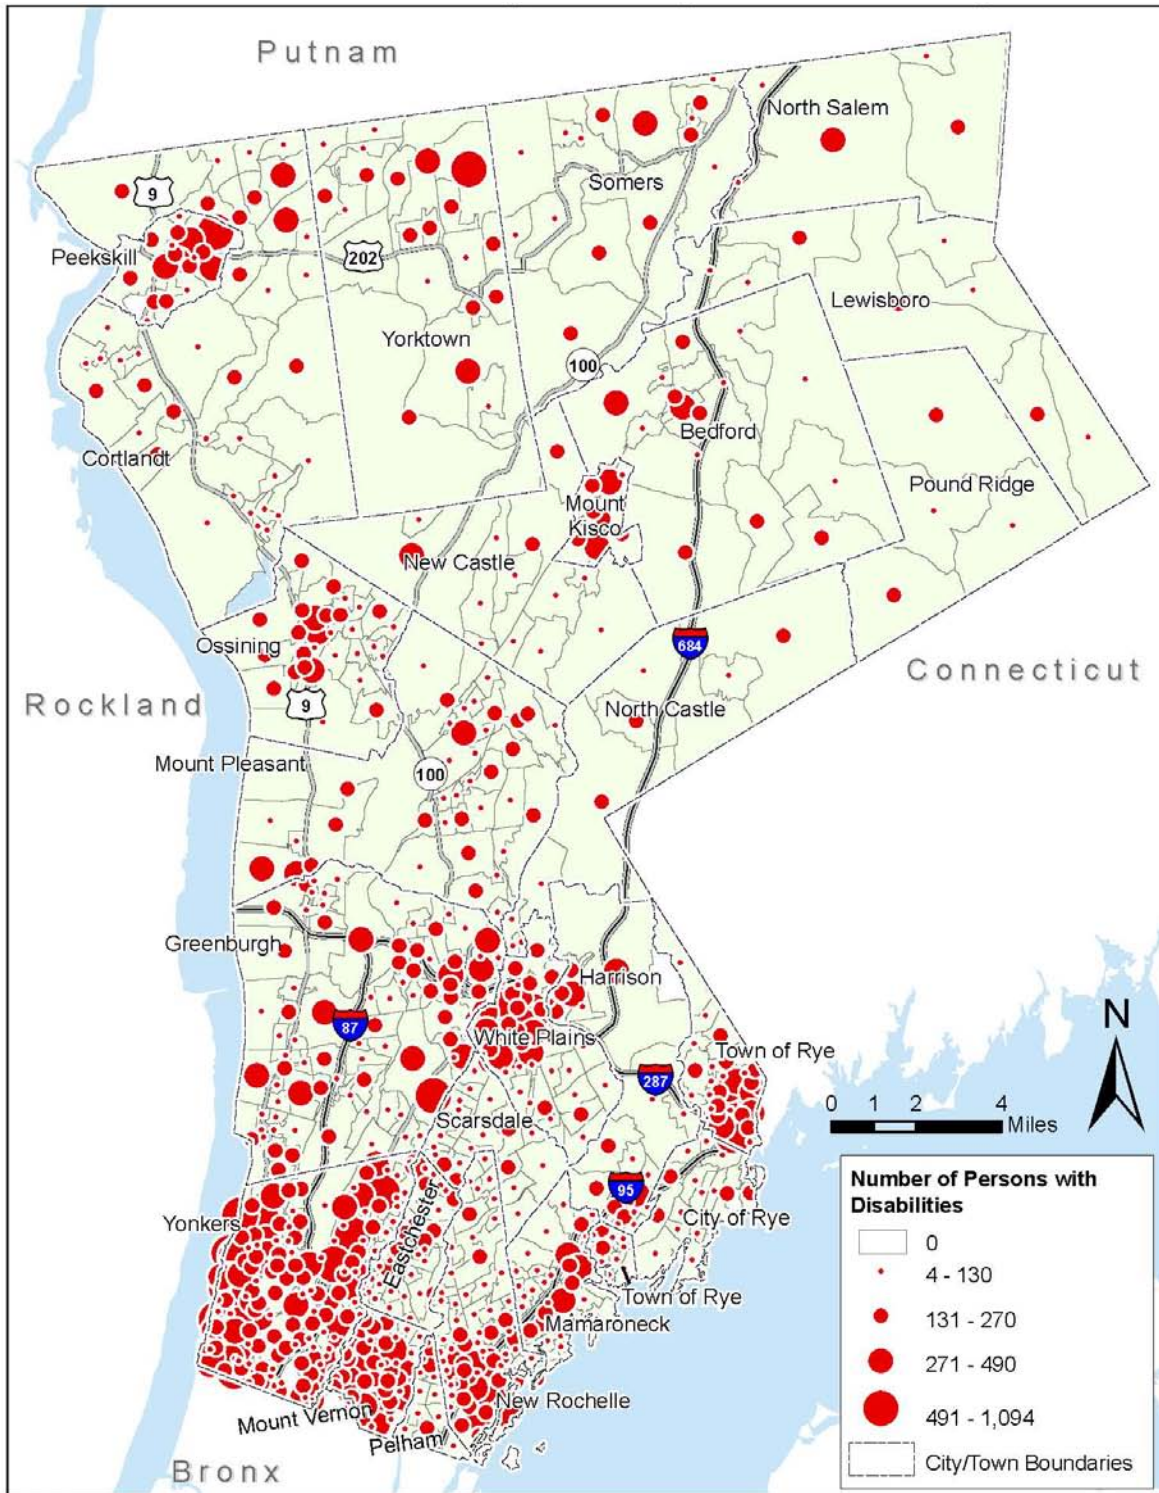 Putnam
North Salem
9
Somers
Peekskill
202
Lewisboro
Yorktown
100
Bedford
Cortlandt
Pound Ridge
Mount
Kisco
New Castle
Ossining
684
Connecticut
Rockland
9
North Castle
Mount Pleasant
100
Greenburgh
Harrison
87
White Plains
Town of Rye
287
N
0 1 2 4
Miles
Scarsdale
95
City of Rye
Yonkers
Eastchester
Town of Rye
Mamaroneck
New Rochelle
Mount Vernon
Pelham
Bronx
Number of Persons with
Disabilities
0
4 - 130
131 - 270
271 - 490
491 - 1,094
City/Town Boundaries